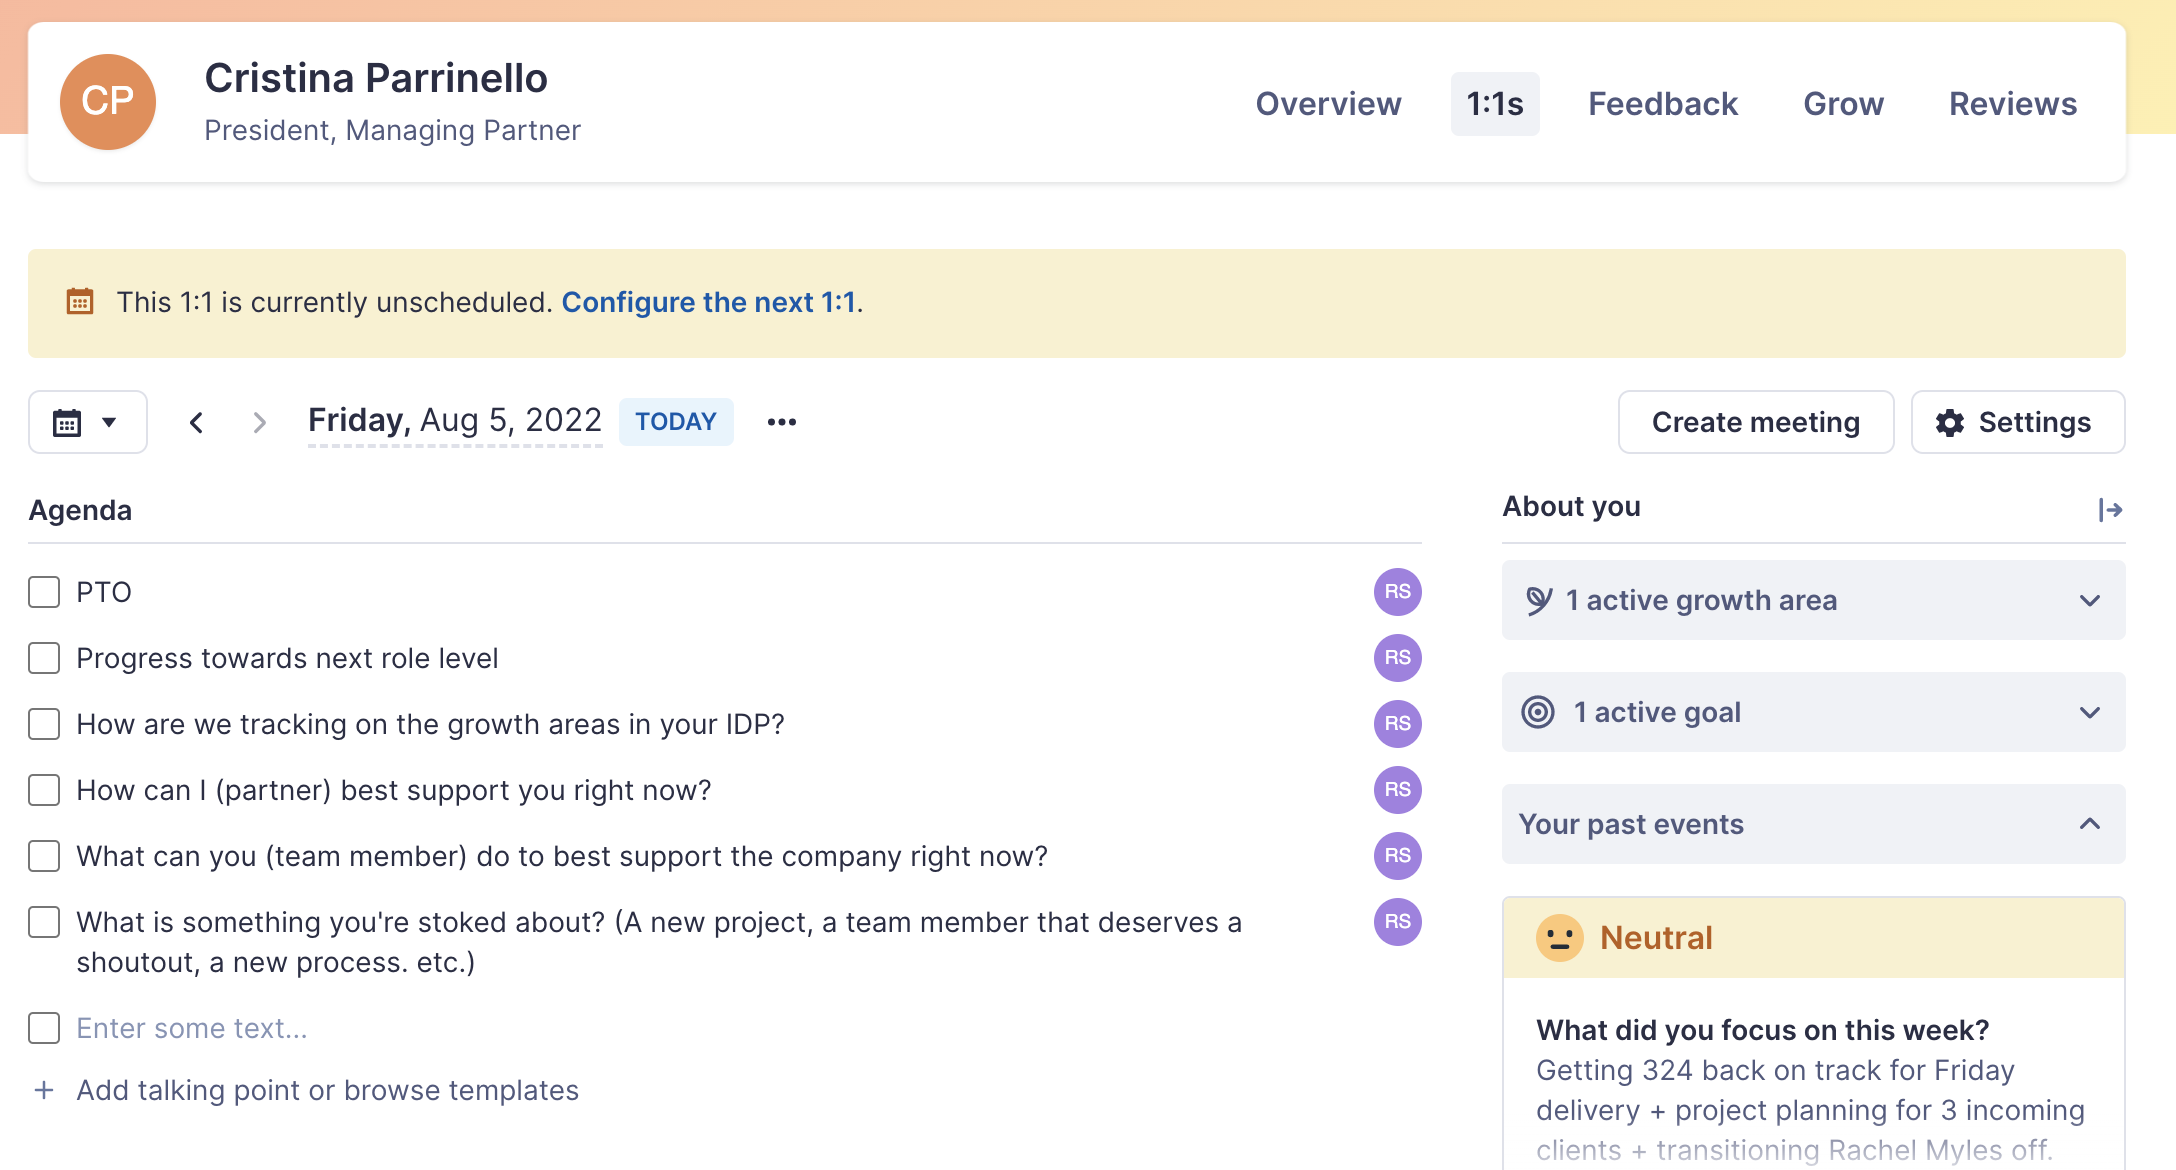 CP
Cristina Parrinello
President, Managing Partner
Overview
1:1s
Feedback
Grow
Reviews
This 1:1 is currently unscheduled. Configure the next 1:1.
Friday, Aug 5, 2022
TODAY
Create meeting
Settings
Agenda
PTO
RS
Progress towards next role level
RS
How are we tracking on the growth areas in your IDP?
RS
How can I (partner) best support you right now?
RS
What can you (team member) do to best support the company right now?
RS
What is something you're stoked about? (A new project, a team member that deserves a
shoutout, a new process. etc.)
RS
Enter some text...
+ Add talking point or browse templates
About you
1 active growth area
1 active goal
Your past events
Neutral
What did you focus on this week?
Getting 324 back on track for Friday
delivery + project planning for 3 incoming
clients + transitioning Rachel Myles off.